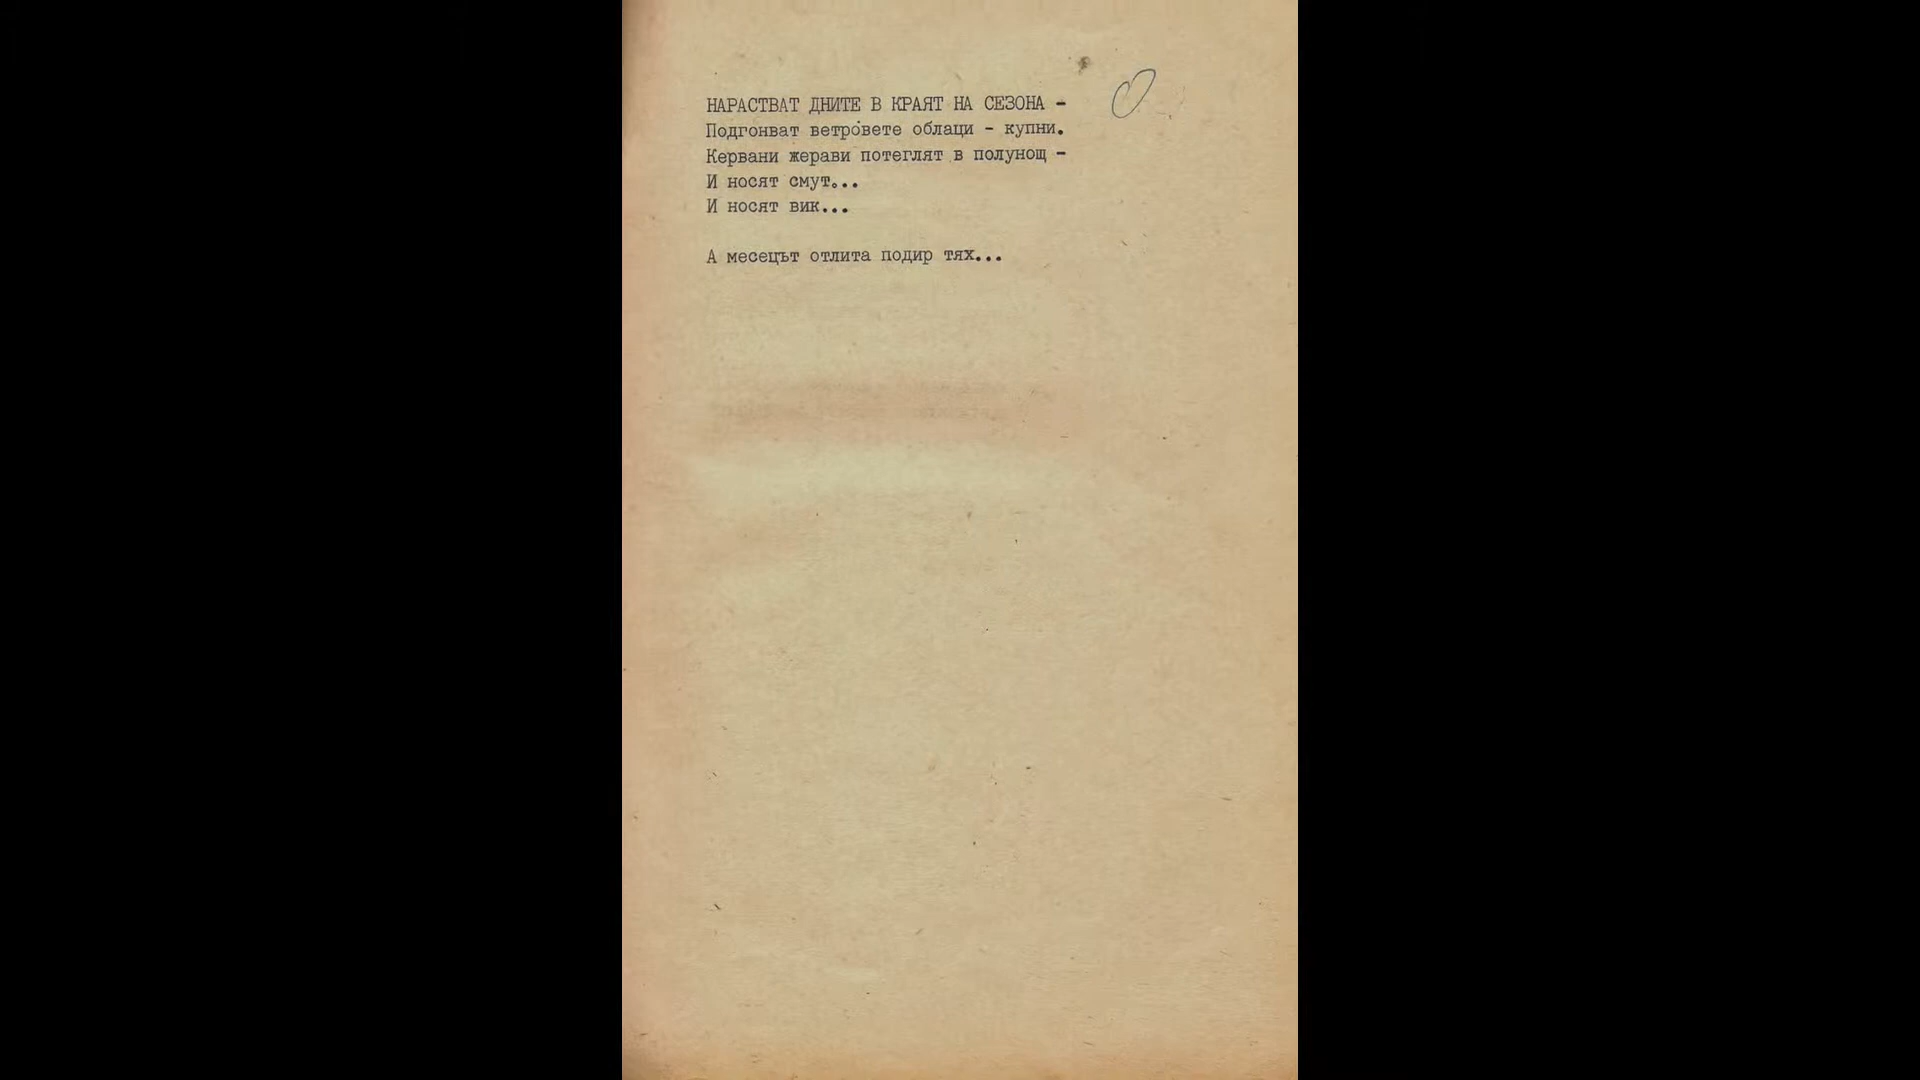 НАРАСТВАТ ДНИТЕ В КРАЯТ НА СЕЗОНА -
Подгонват ветровете облаци - купни.
Кервани жерави потеглят в полунощ -
И носят смут...
И носят вик...
А месецът отлита подир тях...